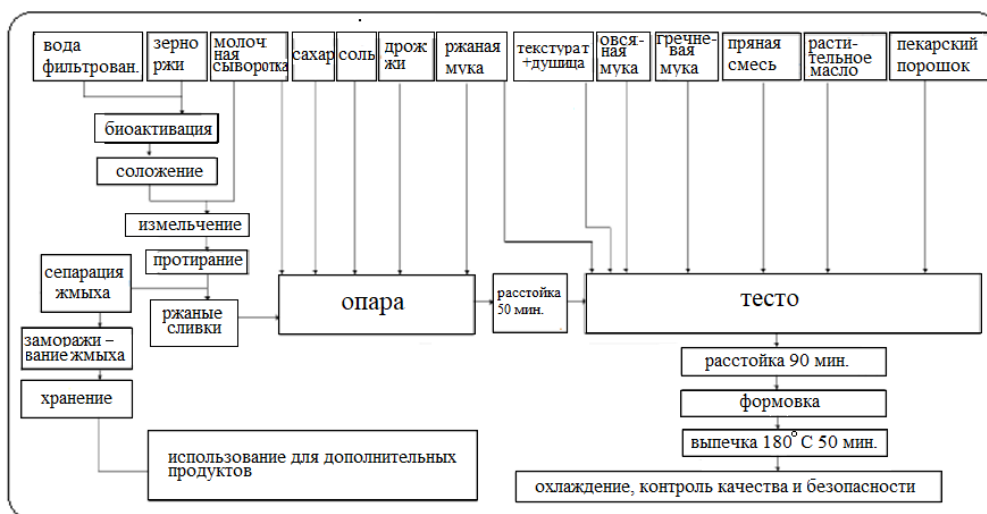 вода
фильтрован.
зерно
ржи
молоч
ная
сыворотка
сахар
соль
дрож
жи
ржаная
мука
текстурат
+душица
овся-
ная
мука
гречне-
вая
мука
пряная
смесь
расти-
тельное
масло
пекарский
порошок
биоактивация
соложение
измельчение
протирание
сепарация
жмыха
ржаные
сливки
опара
расстойка
50 мин.
тесто
заморажи –
вание жмыха
хранение
расстойка 90 мин.
формовка
выпечка 180° С 50 мин.
использование для дополнительных
продуктов
охлаждение, контроль качества и безопасности